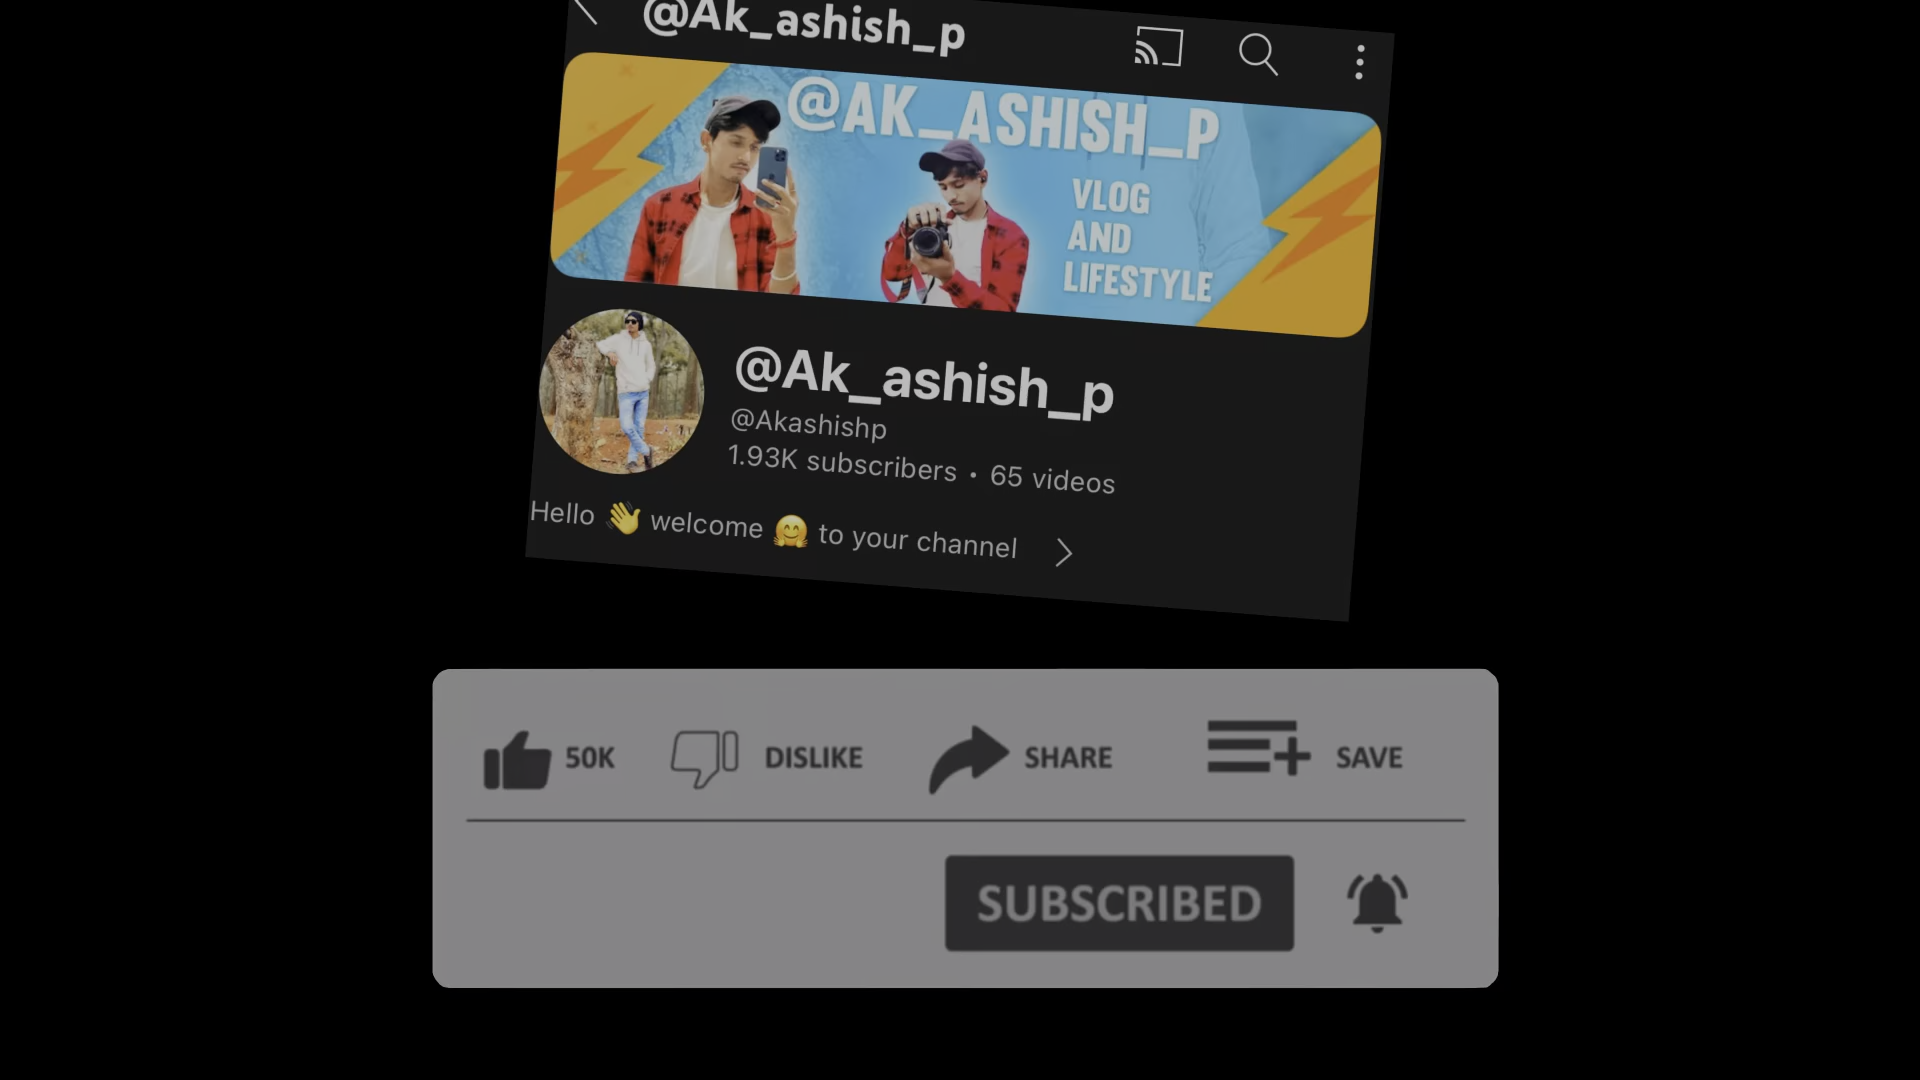 @Ak_ashish_p
@AK_ASHISH_P
VLOG
AND
LIFESTYLE
@Ak_ashish_p
@Akashishp
1.93K subscribers • 65 videos
Hello 👋 welcome 🤗 to your channel
50K DISLIKE SHARE SAVE
SUBSCRIBED